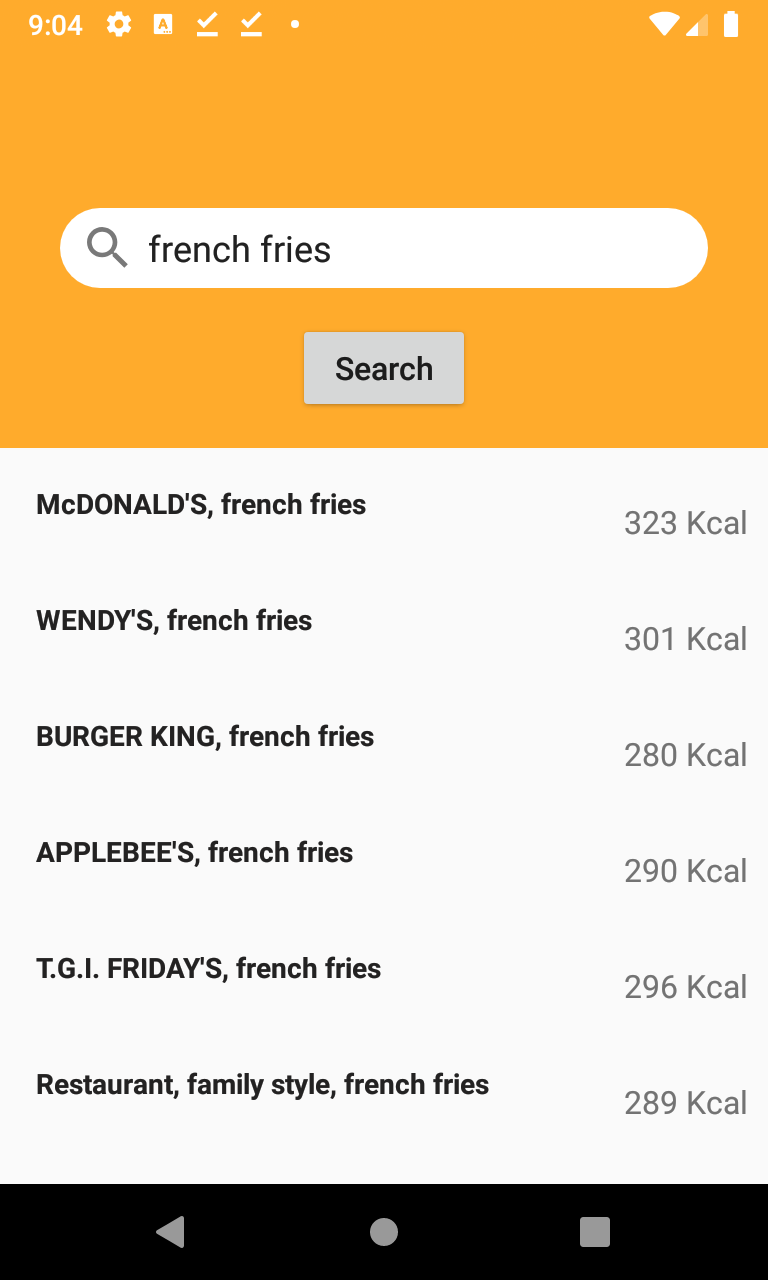 9:04
french fries
Search
McDONALD'S, french fries
323 Kcal
WENDY'S, french fries
301 Kcal
BURGER KING, french fries
280 Kcal
APPLEBEE'S, french fries
290 Kcal
T.G.I. FRIDAY'S, french fries
296 Kcal
Restaurant, family style, french fries
289 Kcal